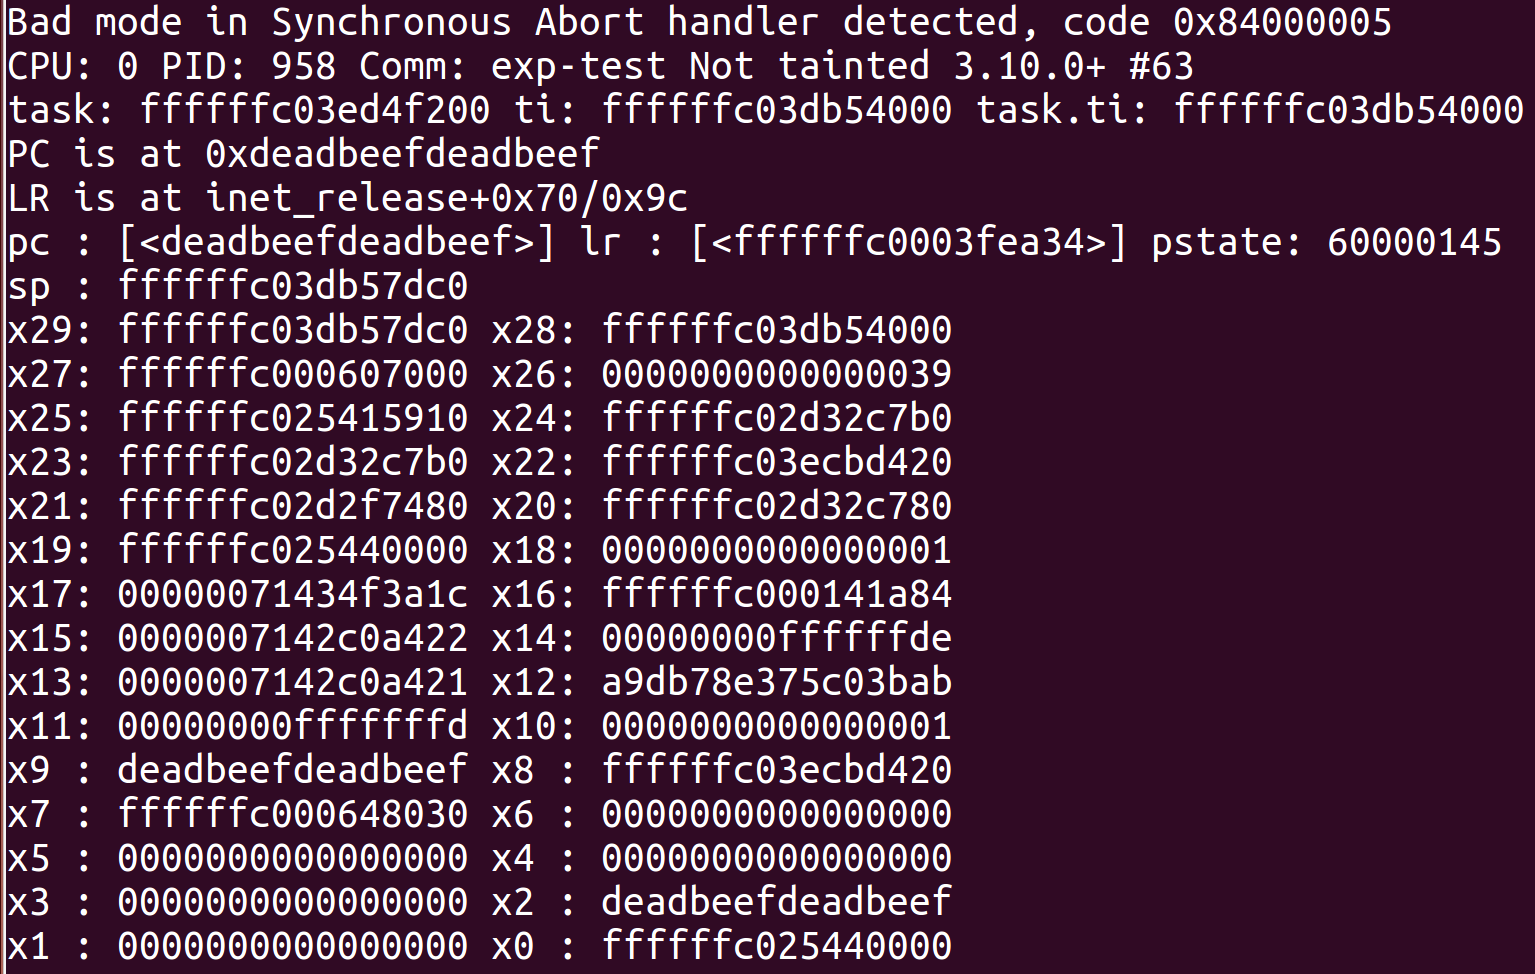 Bad mode in Synchronous Abort handler detected, code 0x84000005
CPU: 0 PID: 958 Comm: exp-test Not tainted 3.10.0+ #63
task: ffffffc03ed4f200 ti: ffffffc03db54000 task.ti: ffffffc03db54000
PC is at 0xdeadbeefdeadbeef
LR is at inet_release+0x70/0x9c
pc : [<deadbeefdeadbeef>] lr : [<ffffffc0003fea34>] pstate: 60000145
sp : ffffffc03db57dc0
x29: ffffffc03db57dc0 x28: ffffffc03db54000
x27: ffffffc000607000 x26: 0000000000000039
x25: ffffffc025415910 x24: ffffffc02d32c7b0
x23: ffffffc02d32c7b0 x22: ffffffc03ecbd420
x21: ffffffc02d2f7480 x20: ffffffc02d32c780
x19: ffffffc025440000 x18: 0000000000000001
x17: 00000071434f3a1c x16: ffffffc000141a84
x15: 0000007142c0a422 x14: 00000000ffffffde
x13: 0000007142c0a421 x12: a9db78e375c03bab
x11: 00000000fffffffd x10: 0000000000000001
x9 : deadbeefdeadbeef x8 : ffffffc03ecbd420
x7 : ffffffc000648030 x6 : 0000000000000000
x5 : 0000000000000000 x4 : 0000000000000000
x3 : 0000000000000000 x2 : deadbeefdeadbeef
x1 : 0000000000000000 x0 : ffffffc025440000